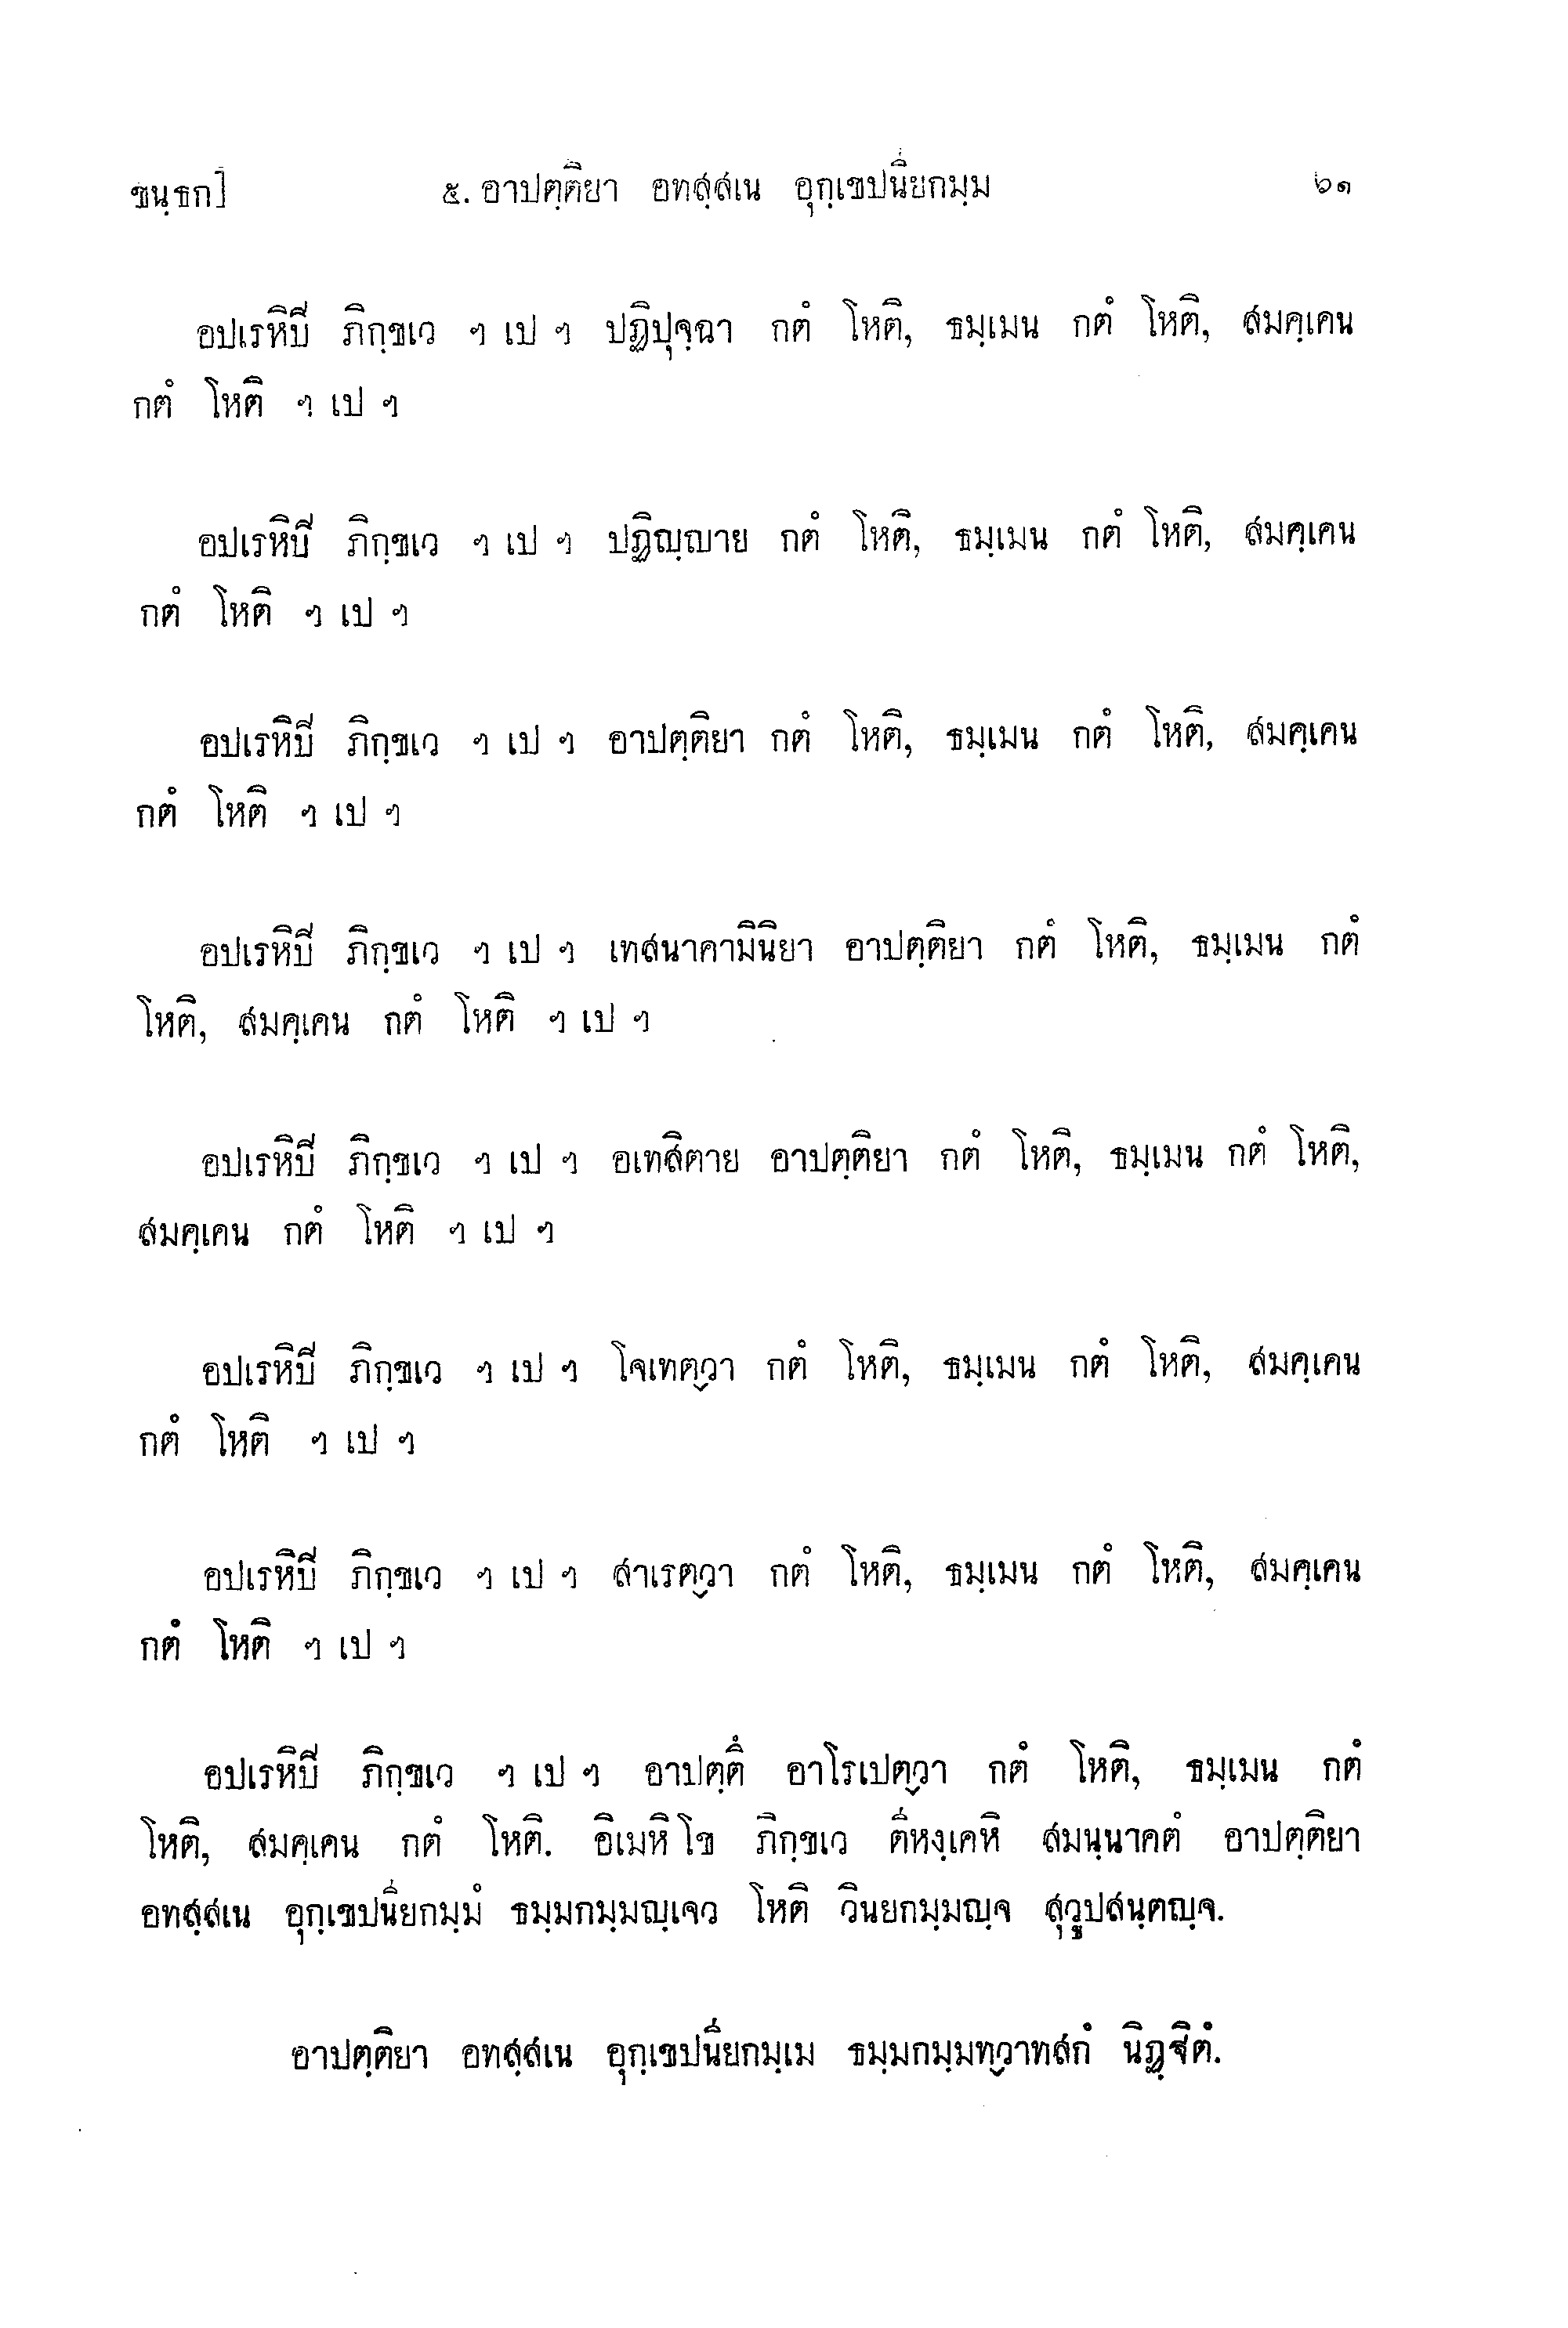 ขนฺธก]	๕. อาปตฺติยา อทสฺสเน อุกฺเขปนียกมฺม	๖๑
อปเรหิปี ภิกฺขเว ฯ เป ฯ ปฏิปุจฺฉา กตํ โหติ, ธมฺเมน กตํ โหติ, สมคฺเคน
กตํ โหติ ฯ เป ฯ
อปเรหิปี ภิกฺขเว ฯ เป ฯ ปฏิญฺญาย กตํ โหติ, ธมฺเมน กตํ โหติ, สมคฺเคน
กตํ โหติ ฯ เป ฯ
อปเรหิปี ภิกฺขเว ฯ เป ฯ อาปตฺติยา กตํ โหติ, ธมฺเมน กตํ โหติ, สมคฺเคน
กตํ โหติ ฯ เป ฯ
อปเรหิปี ภิกฺขเว ฯ เป ฯ เทสนาคามินิยา อาปตฺติยา กตํ โหติ, ธมฺเมน กตํ
โหติ, สมคฺเคน กตํ โหติ ฯ เป ฯ
อปเรหิปี ภิกฺขเว ฯ เป ฯ อเทสิตาย อาปตฺติยา กตํ โหติ, ธมฺเมน กตํ โหติ,
สมคฺเคน กตํ โหติ ฯ เป ฯ
อปเรหิปี ภิกฺขเว ฯ เป ฯ โจเทตฺวา กตํ โหติ, ธมฺเมน กตํ โหติ, สมคฺเคน
กตํ โหติ ฯ เป ฯ
อปเรหิปี ภิกฺขเว ฯ เป ฯ สาเรตฺวา กตํ โหติ, ธมฺเมน กตํ โหติ, สมคฺเคน
กตํ โหติ ฯ เป ฯ
อปเรหิปี ภิกฺขเว ฯ เป ฯ อาปตฺตึ อาโรเปตฺวา กตํ โหติ, ธมฺเมน กตํ
โหติ, สมคฺเคน กตํ โหติ. อิเมหิ โข ภิกฺขเว ตีหงฺเคหิ สมนฺนาคตํ อาปตฺติยา
อทสฺสเน อุกฺเขปนียกมฺมํ ธมฺมกมฺมญฺเจว โหติ วินยกมฺมญฺจ สุวูปสนฺตญฺจ.
อาปตฺติยา อทสฺสเน อุกฺเขปนียกมฺเม ธมฺมกมฺมทฺวาทสกํ นิฏฺฐิตํ.